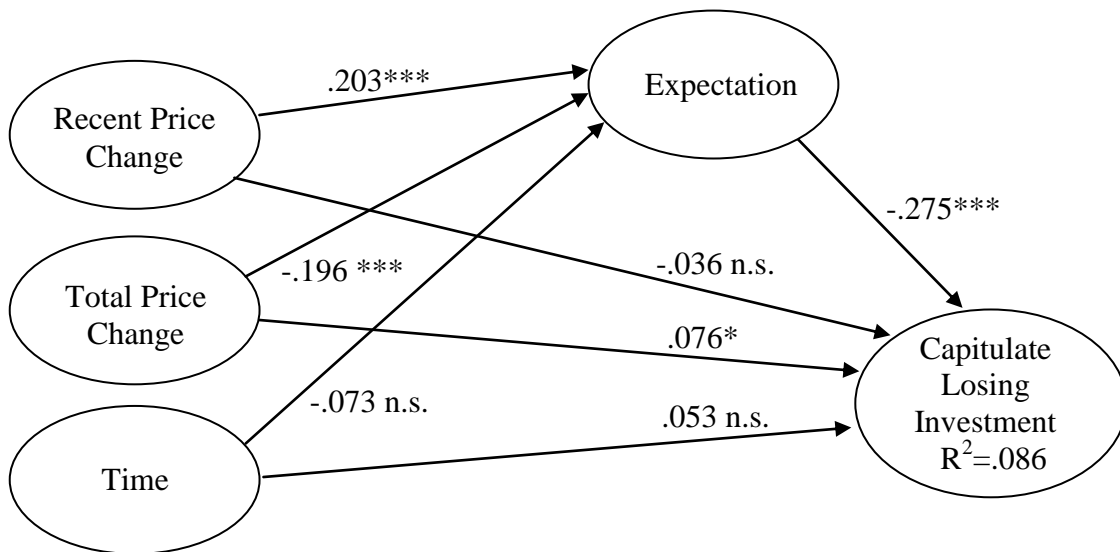 .203***
Expectation
Recent Price
Change
-.275***
-.196 ***
-.036 n.s.
Total Price
Change
.076*
Capitulate
Losing
Investment
R²=.086
-.073 n.s.
.053 n.s.
Time